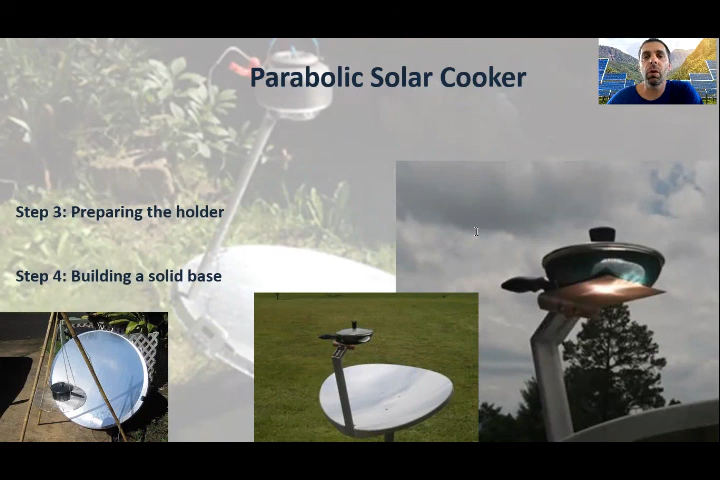 Parabolic Solar Cooker
Step 3: Preparing the holder
Step 4: Building a solid base